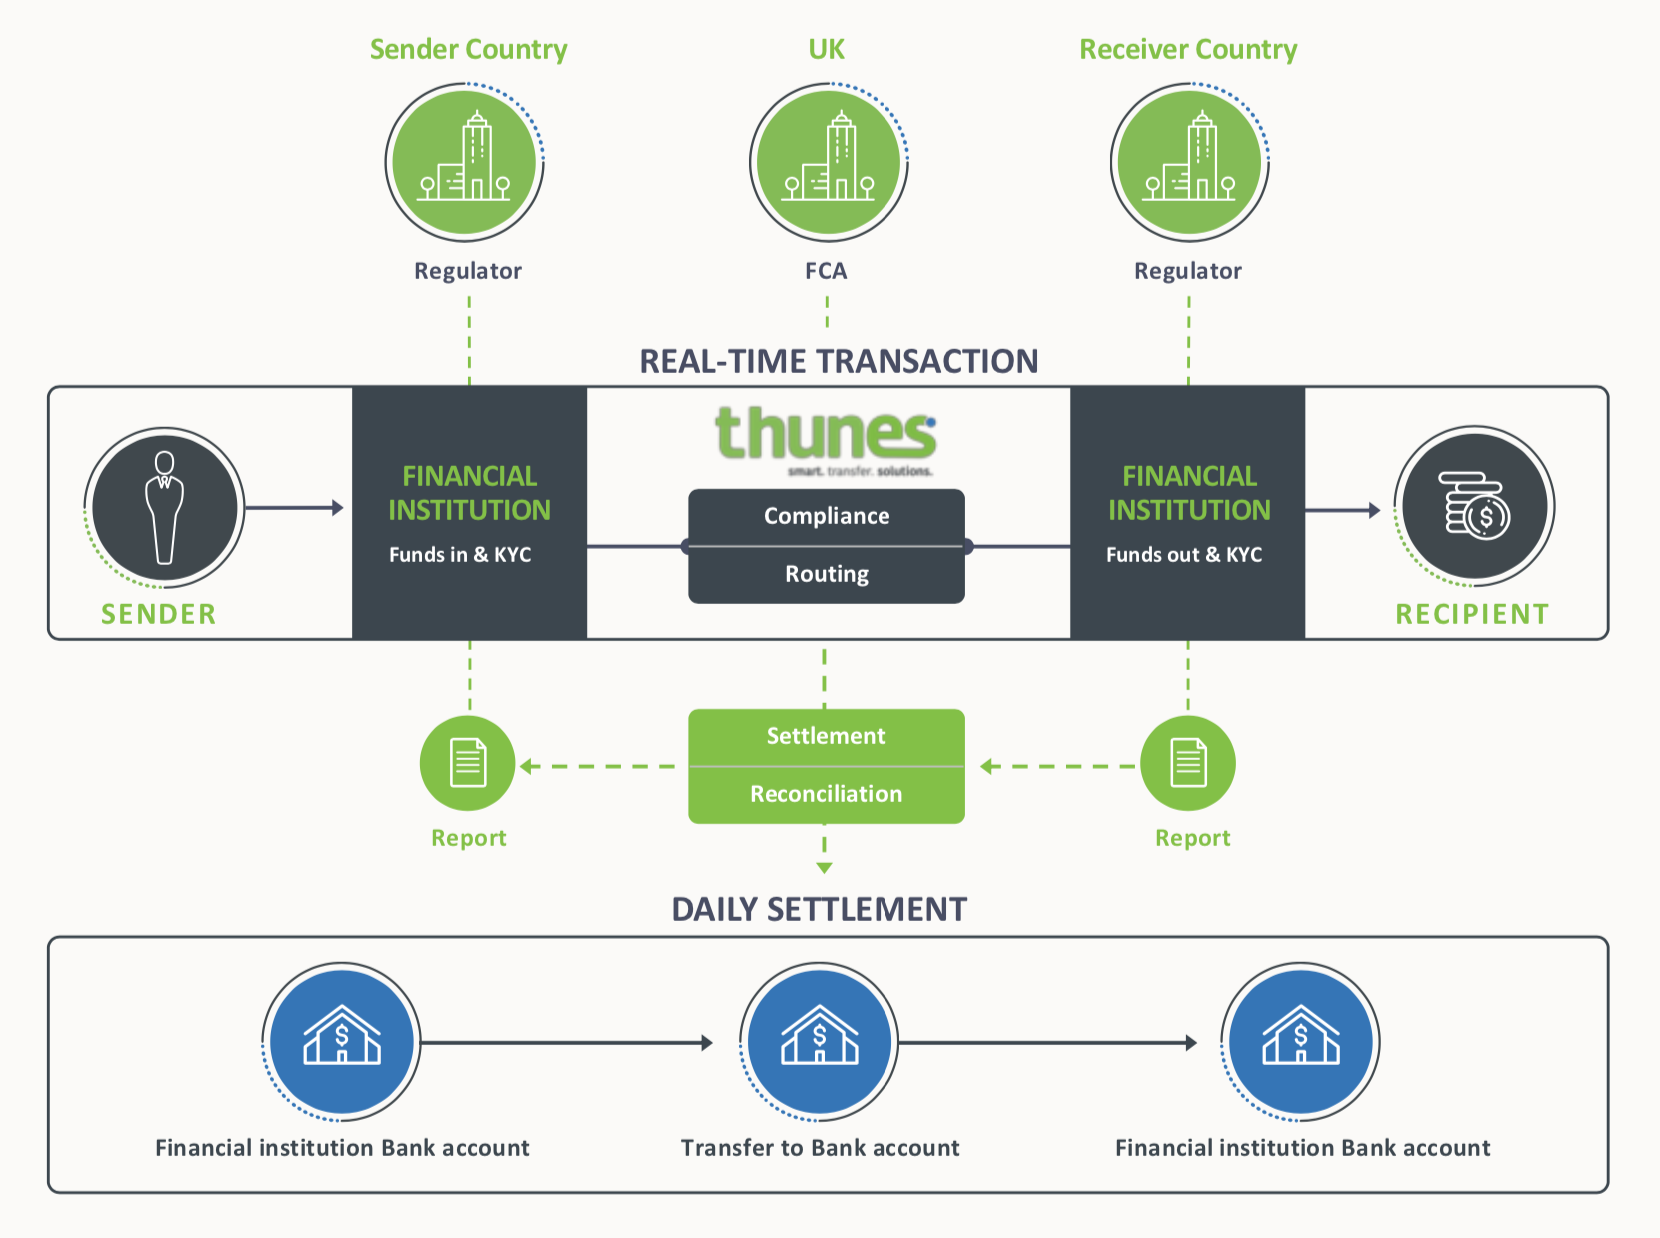 Sender Country
UK
Receiver Country
Regulator
FCA
Regulator
REAL-TIME TRANSACTION
thunes
smart. transfer. solutions.
FINANCIAL
INSTITUTION
Funds in & KYC
Compliance
Routing
FINANCIAL
INSTITUTION
Funds out & KYC
$
SENDER
RECIPIENT
Settlement
Reconciliation
Report
Report
DAILY SETTLEMENT
$
$
$
Financial institution Bank account
Transfer to Bank account
Financial institution Bank account